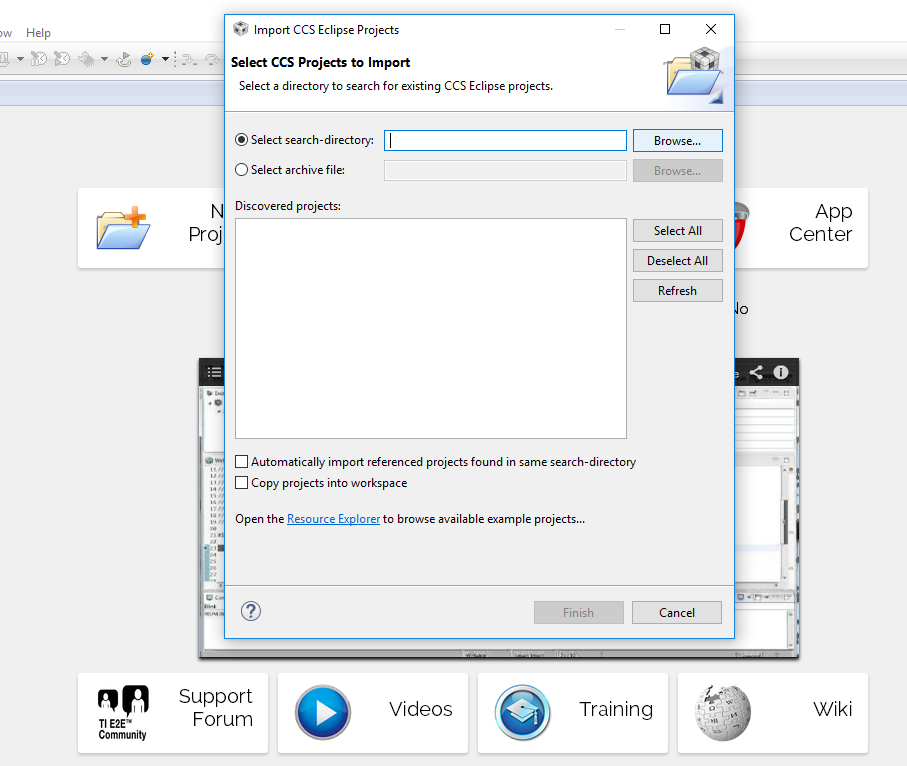 Import CCS Eclipse Projects
Help
Select CCS Projects to Import
Select a directory to search for existing CCS Eclipse projects.
Select search-directory:
Browse...
Select archive file:
Browse...
Discovered projects:
Select All
Deselect All
Refresh
App
Center
No
Automatically import referenced projects found in same search-directory
Copy projects into workspace
Open the Resource Explorer to browse available example projects...
Finish
Cancel
Support
Forum
TI E2E™
Community
Videos
Training
Wiki